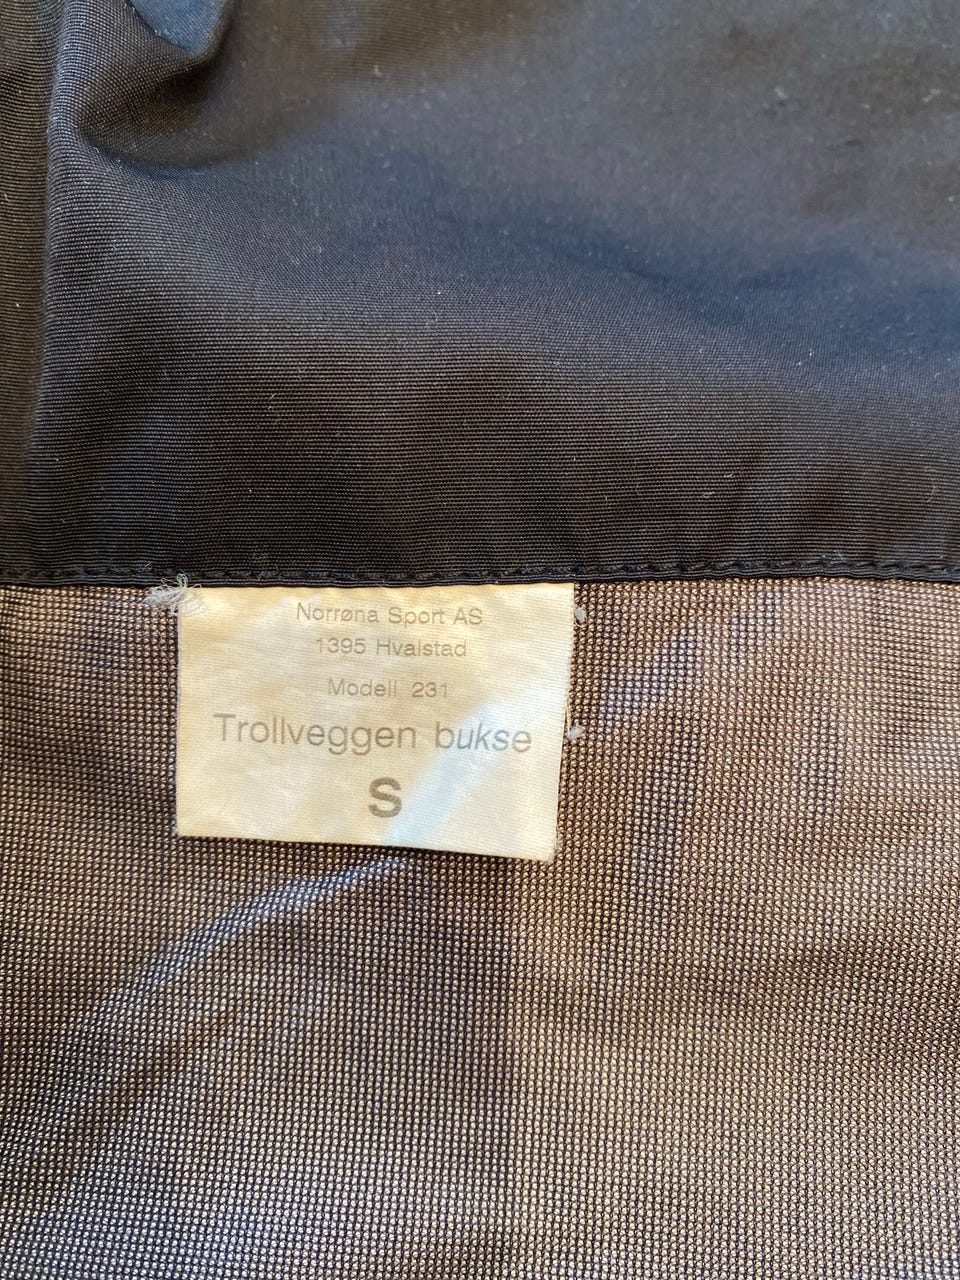 Norrøna Sport AS
1395 Hvalstad
Modell 231
Trollveggen bukse
S